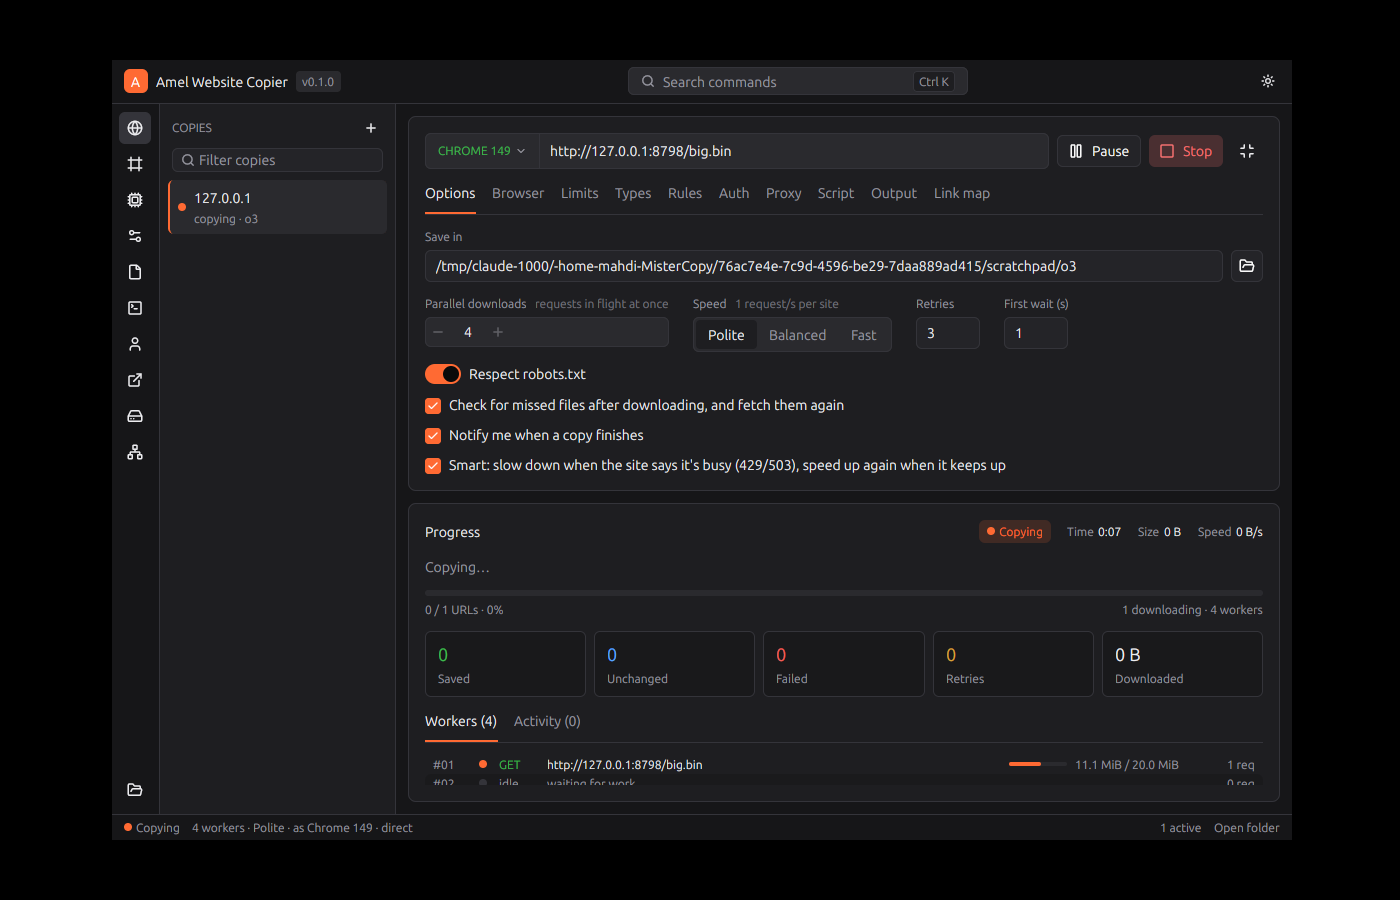 A Amel Website Copier v0.1.0
Search commands Ctrl K
COPIES +
Filter copies
127.0.0.1
copying · o3
CHROME 149 http://127.0.0.1:8798/big.bin Pause Stop
Options Browser Limits Types Rules Auth Proxy Script Output Link map
Save in
/tmp/claude-1000/-home-mahdi-MisterCopy/76ac7e4e-7c9d-4596-be29-7daa889ad415/scratchpad/o3
Parallel downloads requests in flight at once Speed 1 request/s per site Retries First wait (s)
− 4 + Polite Balanced Fast 3 1
Respect robots.txt
Check for missed files after downloading, and fetch them again
Notify me when a copy finishes
Smart: slow down when the site says it's busy (429/503), speed up again when it keeps up
Progress Copying Time 0:07 Size 0 B Speed 0 B/s
Copying…
0 / 1 URLs · 0% 1 downloading · 4 workers
0 0 0 0 0 B
Saved Unchanged Failed Retries Downloaded
Workers (4) Activity (0)
#01 GET http://127.0.0.1:8798/big.bin 11.1 MiB / 20.0 MiB 1 req
#02 idle waiting for work 0 req
Copying 4 workers · Polite · as Chrome 149 · direct 1 active Open folder